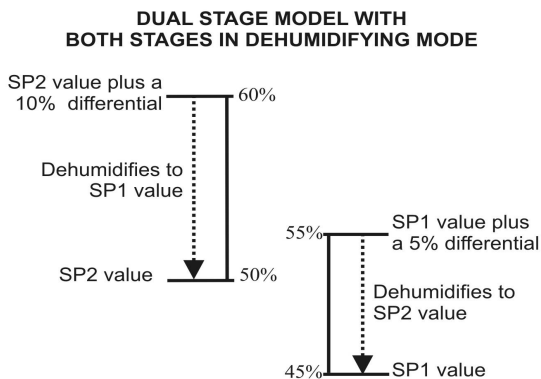 DUAL STAGE MODEL WITH
BOTH STAGES IN DEHUMIDIFYING MODE
SP2 value plus a
10% differential
60%
Dehumidifies to
SP1 value
SP2 value
50%
55%
SP1 value plus
a 5% differential
Dehumidifies to
SP2 value
45%
SP1 value